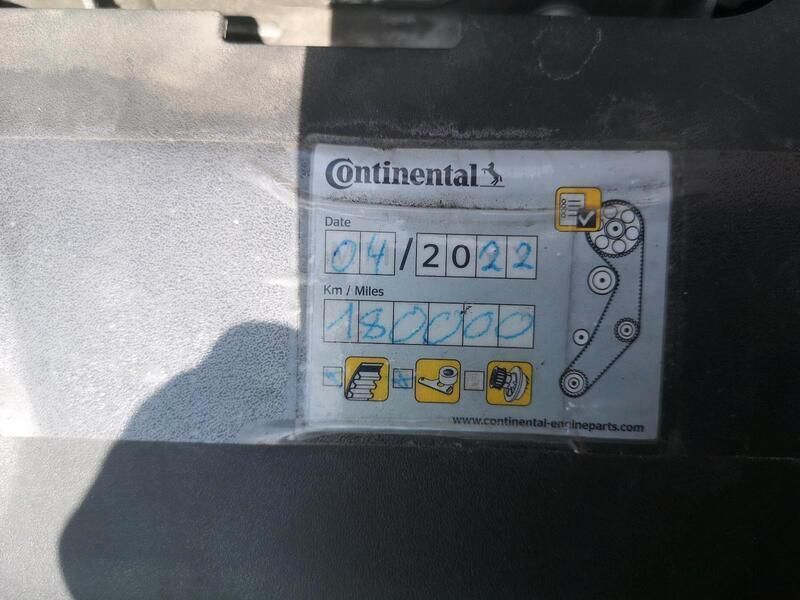 Continental
Date
04/2022
Km / Miles
180000
www.continental-engineparts.com